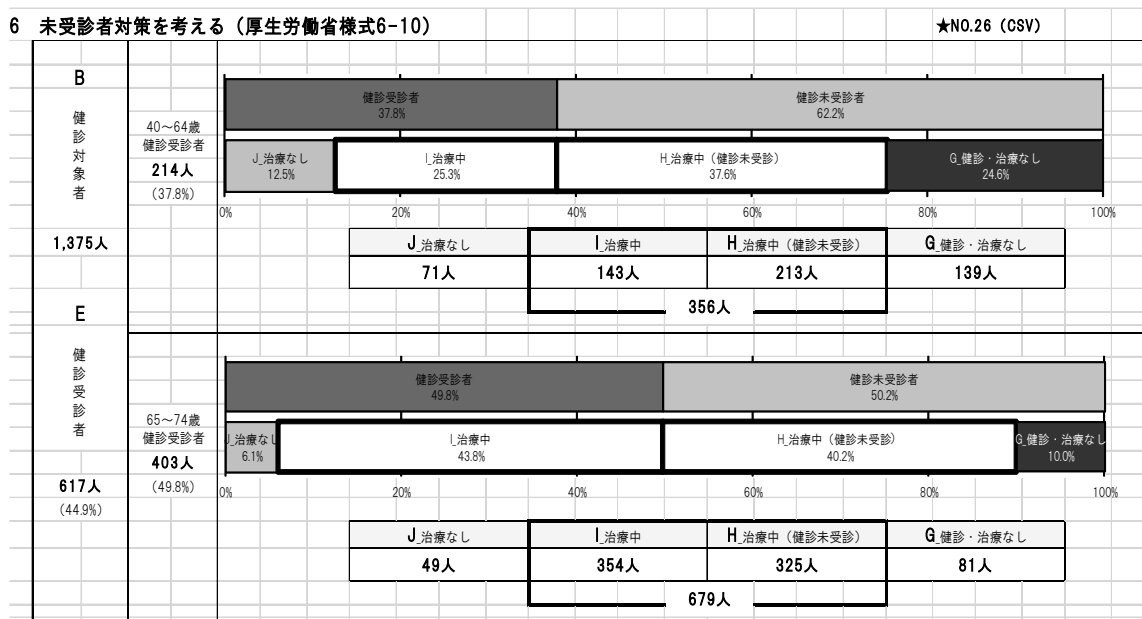 6 未受診者対策を考える（厚生労働省様式6-10） ★NO.26（CSV）
B
健診対象者
1,375人
E
健診受診者
617人
(44.9%)
40～64歳
健診受診者
214人
(37.8%)
健診受診者
37.8%
健診未受診者
62.2%
J_治療なし
12.5%
I_治療中
25.3%
H_治療中（健診未受診）
37.6%
G_健診・治療なし
24.6%
0% 20% 40% 60% 80% 100%
J_治療なし I_治療中 H_治療中（健診未受診） G_健診・治療なし
71人 143人 213人 139人
356人
65～74歳
健診受診者
403人
(49.8%)
健診受診者
49.8%
健診未受診者
50.2%
J_治療なし
6.1%
I_治療中
43.8%
H_治療中（健診未受診）
40.2%
G_健診・治療なし
10.0%
0% 20% 40% 60% 80% 100%
J_治療なし I_治療中 H_治療中（健診未受診） G_健診・治療なし
49人 354人 325人 81人
679人